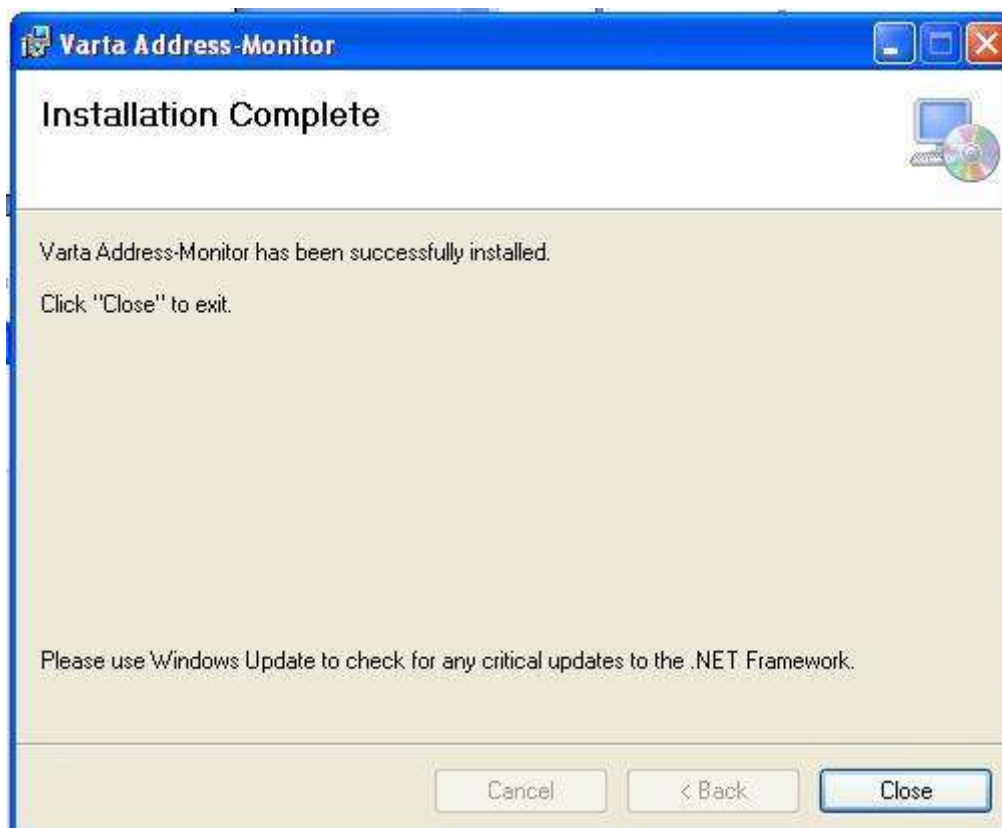 Varta Address-Monitor
Installation Complete
Varta Address-Monitor has been successfully installed.
Click "Close" to exit.
Please use Windows Update to check for any critical updates to the .NET Framework.
Cancel
< Back
Close